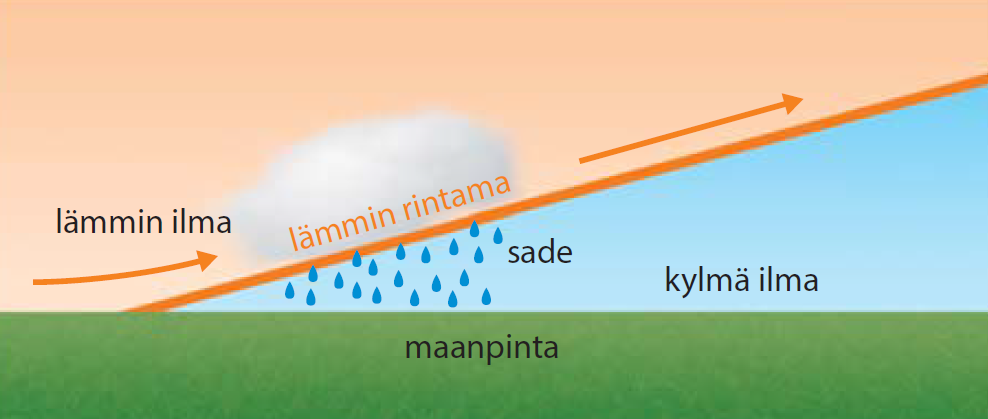 lämmin rintama
lämmin ilma
sade
kylmä ilma
maanpinta